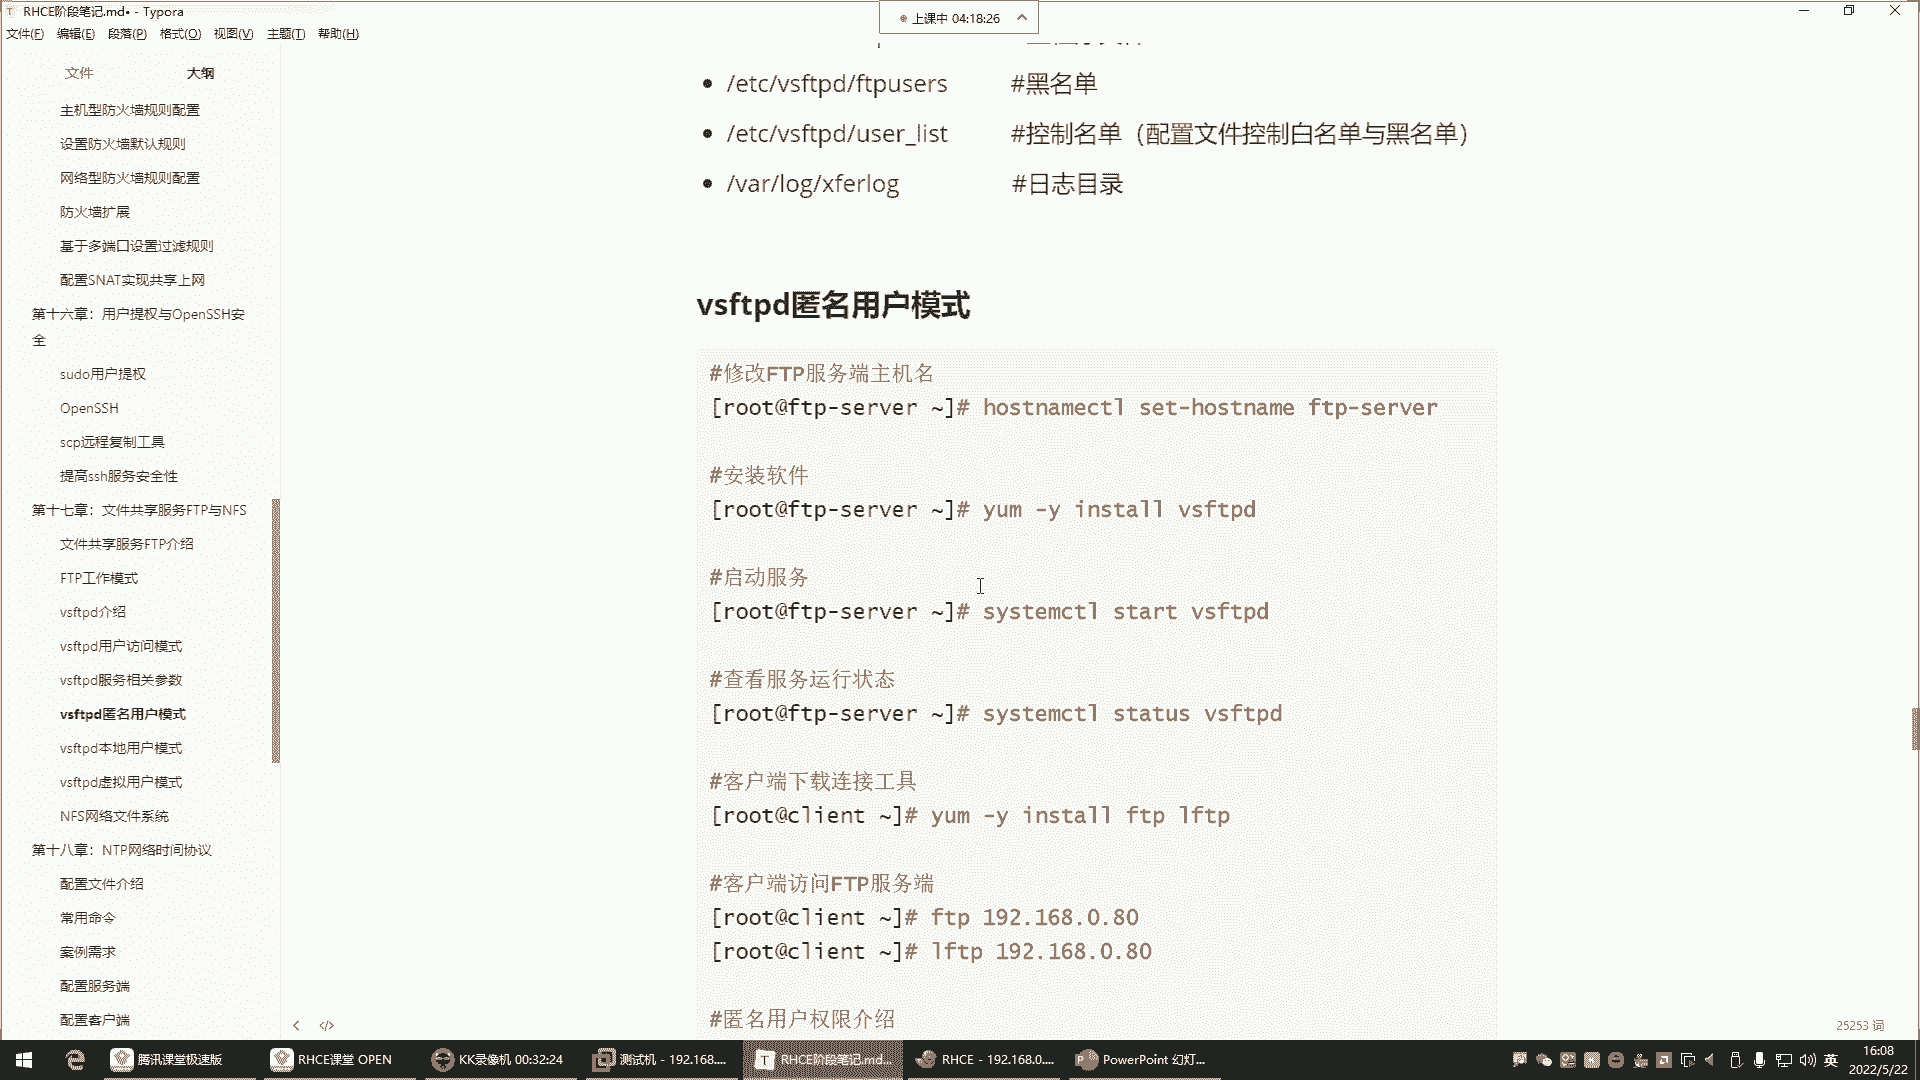 RHCE阶段笔记.md• - Typora
上课中 04:18:26
文件(F) 编辑(E) 段落(P) 格式(O) 视图(V) 主题(T) 帮助(H)
文件 大纲
主机型防火墙规则配置
设置防火墙默认规则
网络型防火墙规则配置
防火墙扩展
基于多端口设置过滤规则
配置SNAT实现共享上网
第十六章：用户提权与OpenSSH安
全
sudo用户提权
OpenSSH
scp远程复制工具
提高ssh服务安全性
第十七章：文件共享服务FTP与NFS
文件共享服务FTP介绍
FTP工作模式
vsftpd介绍
vsftpd用户访问模式
vsftpd服务相关参数
vsftpd匿名用户模式
vsftpd本地用户模式
vsftpd虚拟用户模式
NFS网络文件系统
第十八章：NTP网络时间协议
配置文件介绍
常用命令
案例需求
配置服务端
配置客户端
/etc/vsftpd/ftpusers #黑名单
/etc/vsftpd/user_list #控制名单（配置文件控制白名单与黑名单）
/var/log/xferlog #日志目录
vsftpd匿名用户模式
#修改FTP服务端主机名
[root@ftp-server ~]# hostnamectl set-hostname ftp-server
#安装软件
[root@ftp-server ~]# yum -y install vsftpd
#启动服务
[root@ftp-server ~]# systemctl start vsftpd
#查看服务运行状态
[root@ftp-server ~]# systemctl status vsftpd
#客户端下载连接工具
[root@client ~]# yum -y install ftp lftp
#客户端访问FTP服务端
[root@client ~]# ftp 192.168.0.80
[root@client ~]# lftp 192.168.0.80
#匿名用户权限介绍
25253 词
腾讯课堂极速版
RHCE课堂 OPEN
KK录像机 00:32:24
测试机 - 192.168....
RHCE阶段笔记.md...
RHCE - 192.168.0....
PowerPoint 幻灯...
英
16:08
2022/5/22